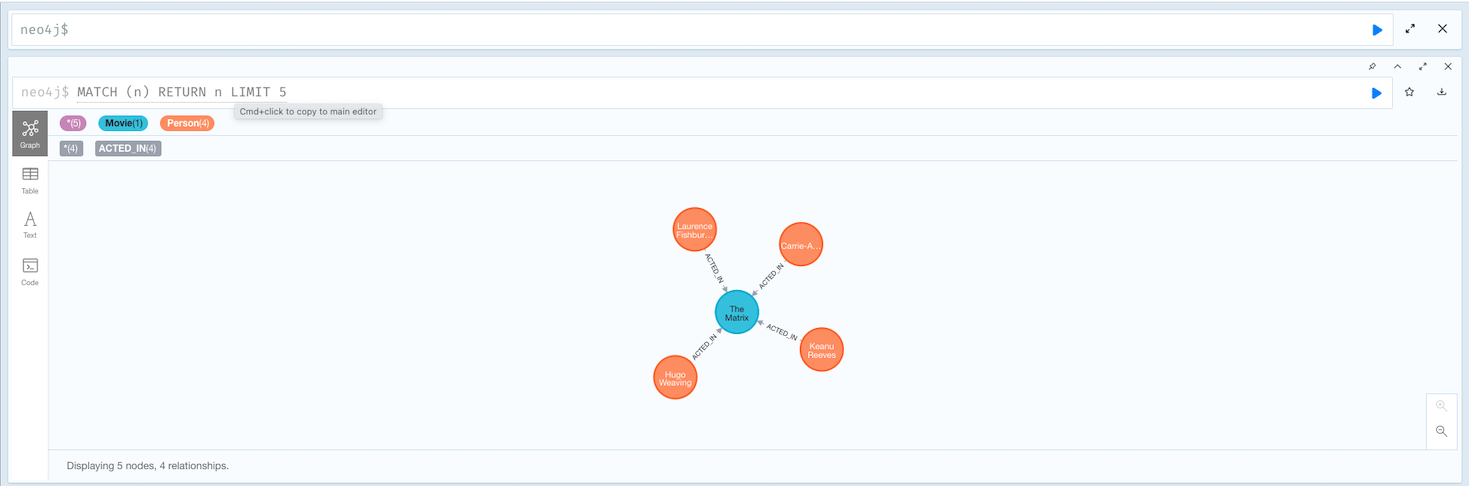 neo4j$
neo4j$ MATCH (n) RETURN n LIMIT 5
Cmd+click to copy to main editor
*(5) Movie(1) Person(4)
*(4) ACTED_IN(4)
Graph
Table
Text
Code
Laurence
Fishbur...
Carrie-A...
ACTED_IN
ACTED_IN
The
Matrix
ACTED_IN
Keanu
Reeves
ACTED_IN
Hugo
Weaving
Displaying 5 nodes, 4 relationships.